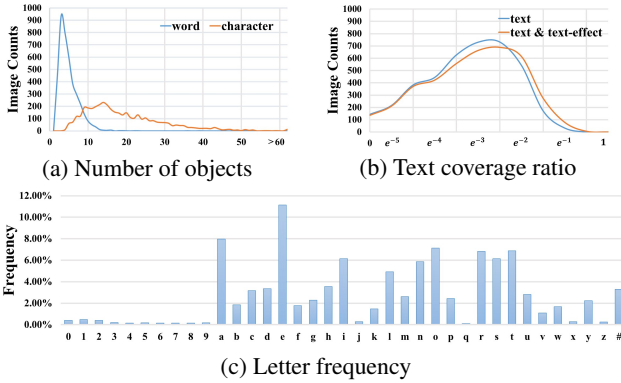 1000
900
800
700
600
500
400
300
200
100
0
Image Counts
word character
1 10 20 30 40 50 >60
(a) Number of objects
1000
900
800
700
600
500
400
300
200
100
0
Image Counts
text
text & text-effect
0 e⁻⁵ e⁻⁴ e⁻³ e⁻² e⁻¹ 1
(b) Text coverage ratio
12.00%
10.00%
8.00%
6.00%
4.00%
2.00%
0.00%
Frequency
0 1 2 3 4 5 6 7 8 9 a b c d e f g h i j k l m n o p q r s t u v w x y z #
(c) Letter frequency